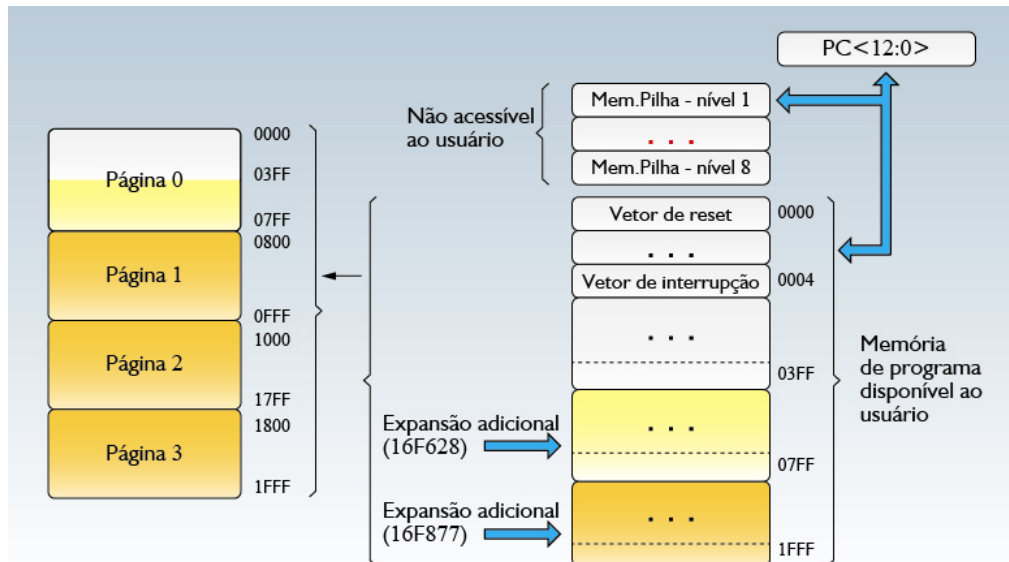 PC<12:0>
Não acessível
ao usuário
Mem.Pilha - nível 1
. . .
Mem.Pilha - nível 8
Página 0
0000
03FF
07FF
Página 1
0800
0FFF
Página 2
1000
17FF
Página 3
1800
1FFF
Vetor de reset
0000
. . .
Vetor de interrupção
0004
. . .
03FF
Memória
de programa
disponível ao
usuário
Expansão adicional
(16F628)
. . .
07FF
Expansão adicional
(16F877)
. . .
1FFF